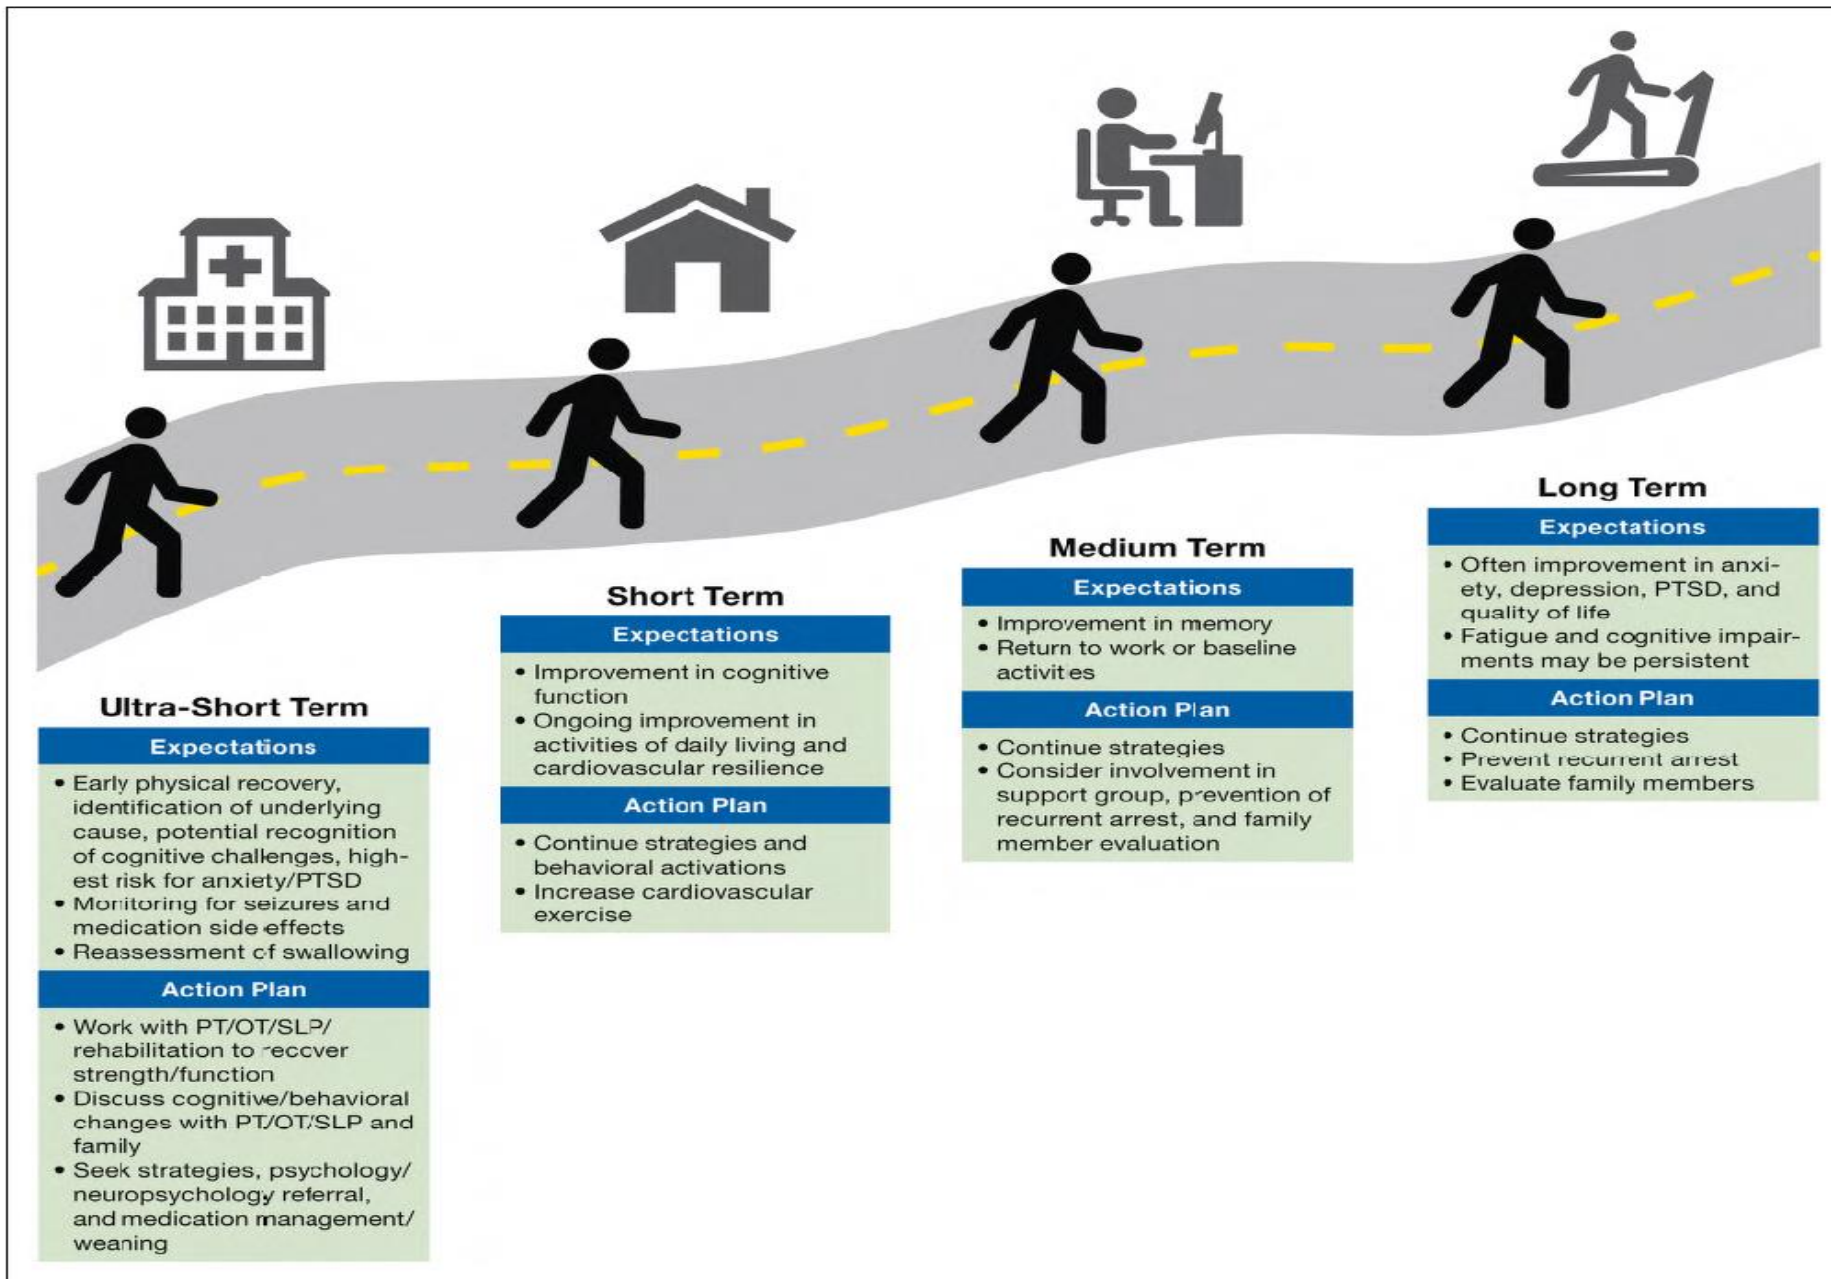 Ultra-Short Term
Expectations
• Early physical recovery,
identification of underlying
cause, potential recognition
of cognitive challenges, high-
est risk for anxiety/PTSD
• Monitoring for seizures and
medication side effects
• Reassessment of swallowing
Action Plan
• Work with PT/OT/SLP/
rehabilitation to recover
strength/function
• Discuss cognitive/behavioral
changes with PT/OT/SLP and
family
• Seek strategies, psychology/
neuropsychology referral,
and medication management/
weaning
Short Term
Expectations
• Improvement in cognitive
function
• Ongoing improvement in
activities of daily living and
cardiovascular resilience
Action Plan
• Continue strategies and
behavioral activations
• Increase cardiovascular
exercise
Medium Term
Expectations
• Improvement in memory
• Return to work or baseline
activities
Action Plan
• Continue strategies
• Consider involvement in
support group, prevention of
recurrent arrest, and family
member evaluation
Long Term
Expectations
• Often improvement in anxi-
ety, depression, PTSD, and
quality of life
• Fatigue and cognitive impair-
ments may be persistent
Action Plan
• Continue strategies
• Prevent recurrent arrest
• Evaluate family members